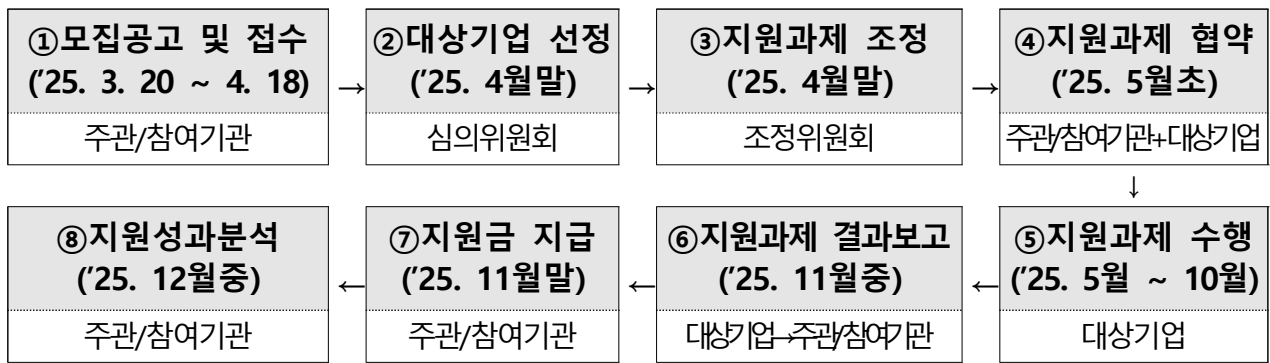 ①모집공고 및 접수
('25. 3. 20 ~ 4. 18)
주관/참여기관
→
②대상기업 선정
('25. 4월말)
심의위원회
→
③지원과제 조정
('25. 4월말)
조정위원회
→
④지원과제 협약
('25. 5월초)
주관/참여기관+대상기업
↓
⑤지원과제 수행
('25. 5월 ~ 10월)
대상기업
←
⑥지원과제 결과보고
('25. 11월중)
대상기업→주관/참여기관
←
⑦지원금 지급
('25. 11월말)
주관/참여기관
←
⑧지원성과분석
('25. 12월중)
주관/참여기관